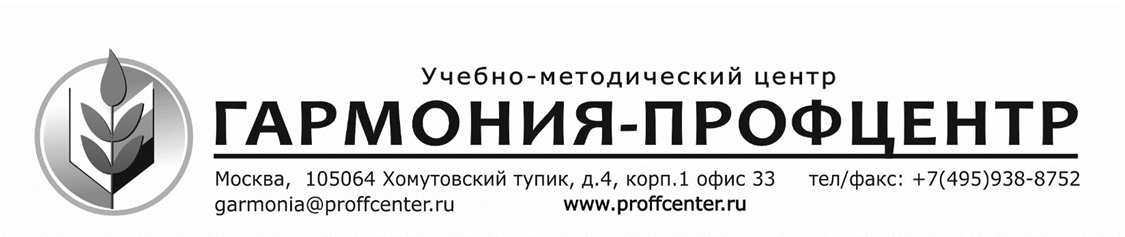 Учебно-методический центр
ГАРМОНИЯ-ПРОФЦЕНТР
Москва, 105064 Хомутовский тупик, д.4, корп.1 офис 33 тел/факс: +7(495)938-8752
garmonia@proffcenter.ru www.proffcenter.ru